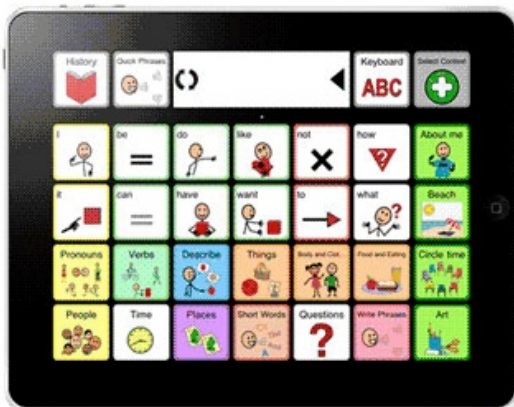 History Quick Phrases Keyboard Select Context
ABC
I be do like not how About me
it can have want to what Beach
Pronouns Verbs Describe Things Body and Clot.. Food and Eating Circle time
People Time Places Short Words Questions Write Phrases Art